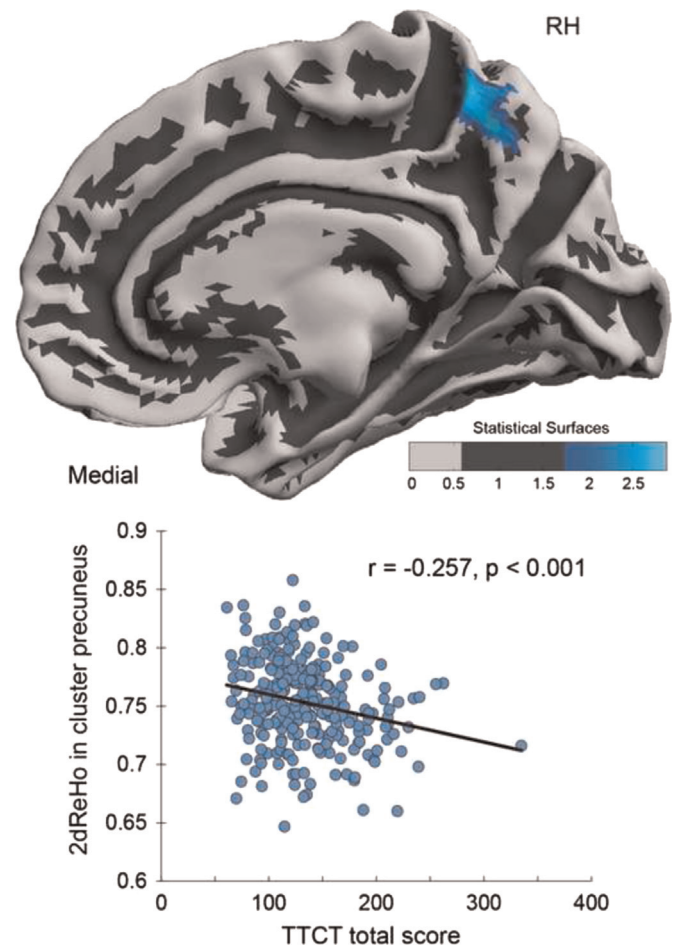 RH
Statistical Surfaces
0 0.5 1 1.5 2 2.5
Medial
0.9
r = -0.257, p < 0.001
0.85
0.8
0.75
0.7
0.65
0.6
2dReHo in cluster precuneus
0 100 200 300 400
TTCT total score